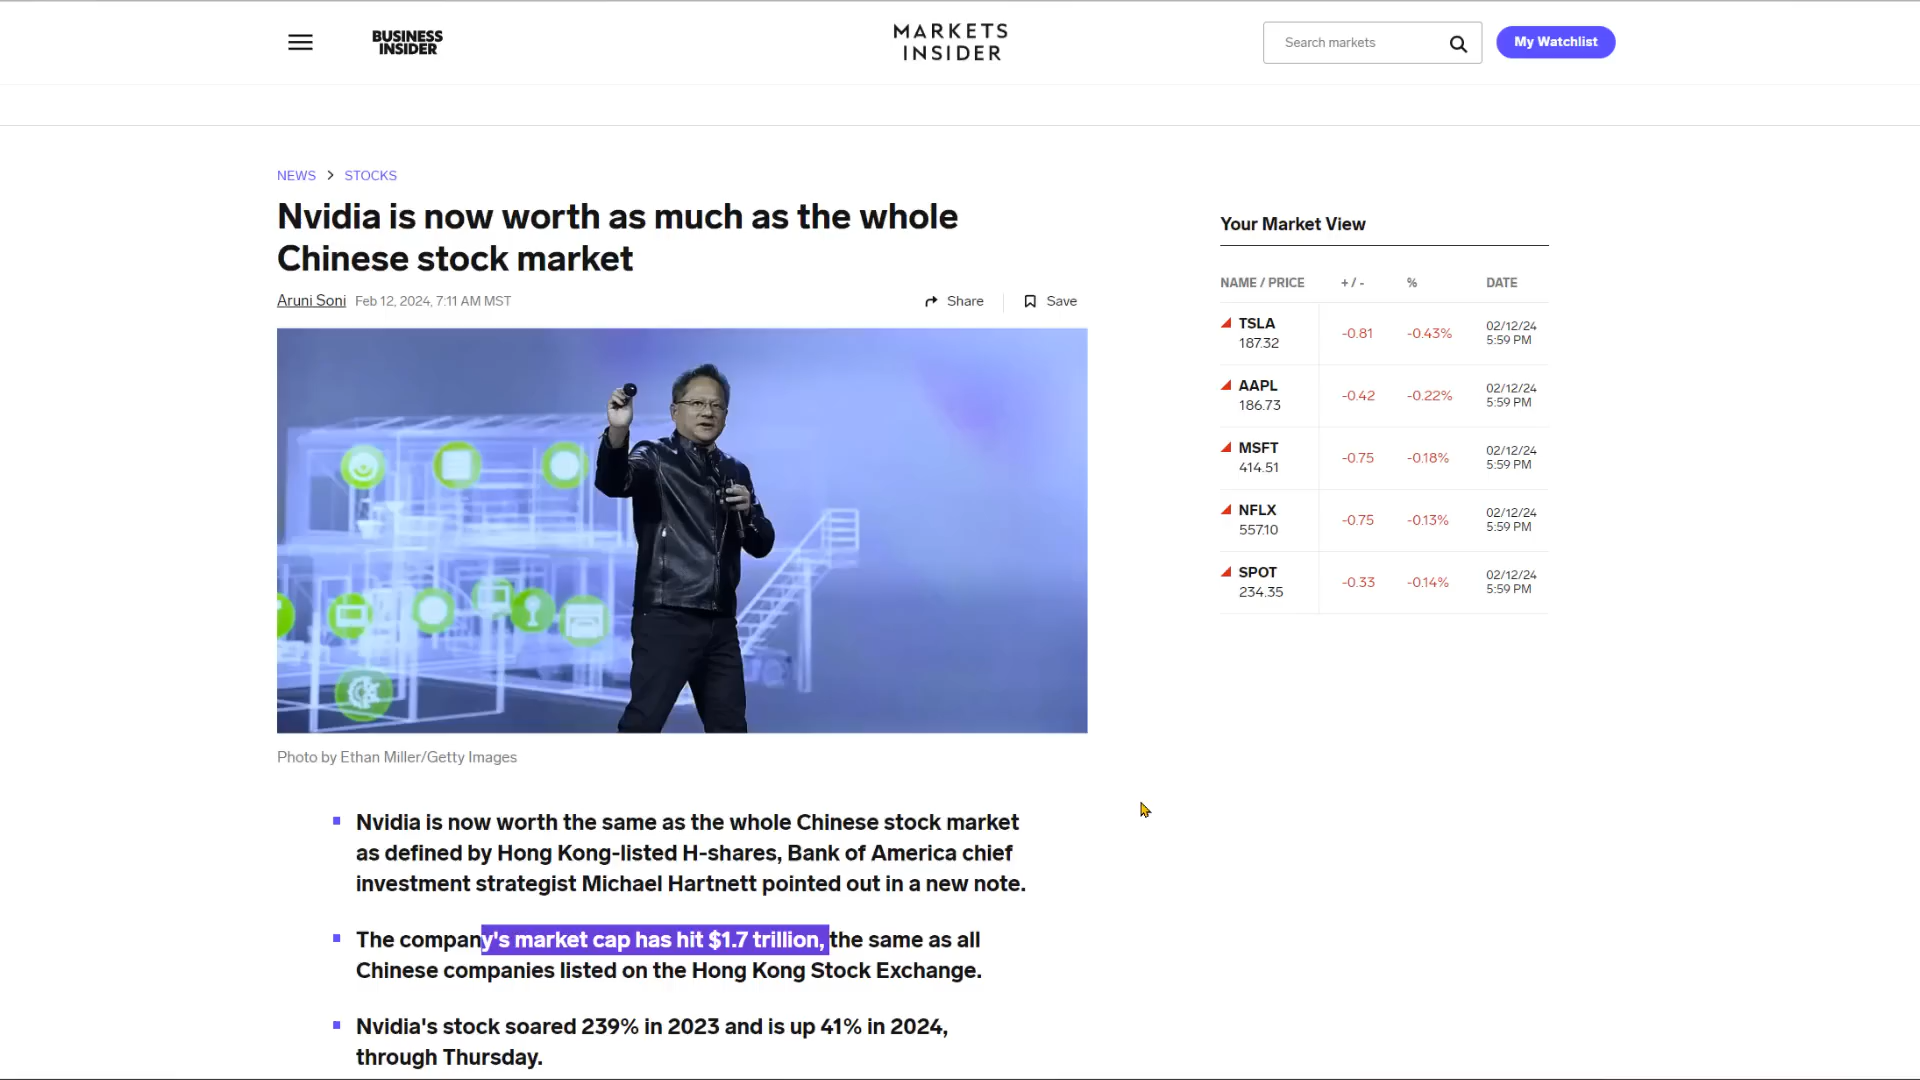 BUSINESS
INSIDER
MARKETS
INSIDER
Search markets
My Watchlist
NEWS > STOCKS
Nvidia is now worth as much as the whole
Chinese stock market
Aruni Soni Feb 12, 2024, 7:11 AM MST
Share
Save
Photo by Ethan Miller/Getty Images
Nvidia is now worth the same as the whole Chinese stock market
as defined by Hong Kong-listed H-shares, Bank of America chief
investment strategist Michael Hartnett pointed out in a new note.
The company's market cap has hit $1.7 trillion, the same as all
Chinese companies listed on the Hong Kong Stock Exchange.
Nvidia's stock soared 239% in 2023 and is up 41% in 2024,
through Thursday.
Your Market View
NAME / PRICE + / - % DATE
TSLA
187.32
-0.81 -0.43%
02/12/24
5:59 PM
AAPL
186.73
-0.42 -0.22%
02/12/24
5:59 PM
MSFT
414.51
-0.75 -0.18%
02/12/24
5:59 PM
NFLX
557.10
-0.75 -0.13%
02/12/24
5:59 PM
SPOT
234.35
-0.33 -0.14%
02/12/24
5:59 PM